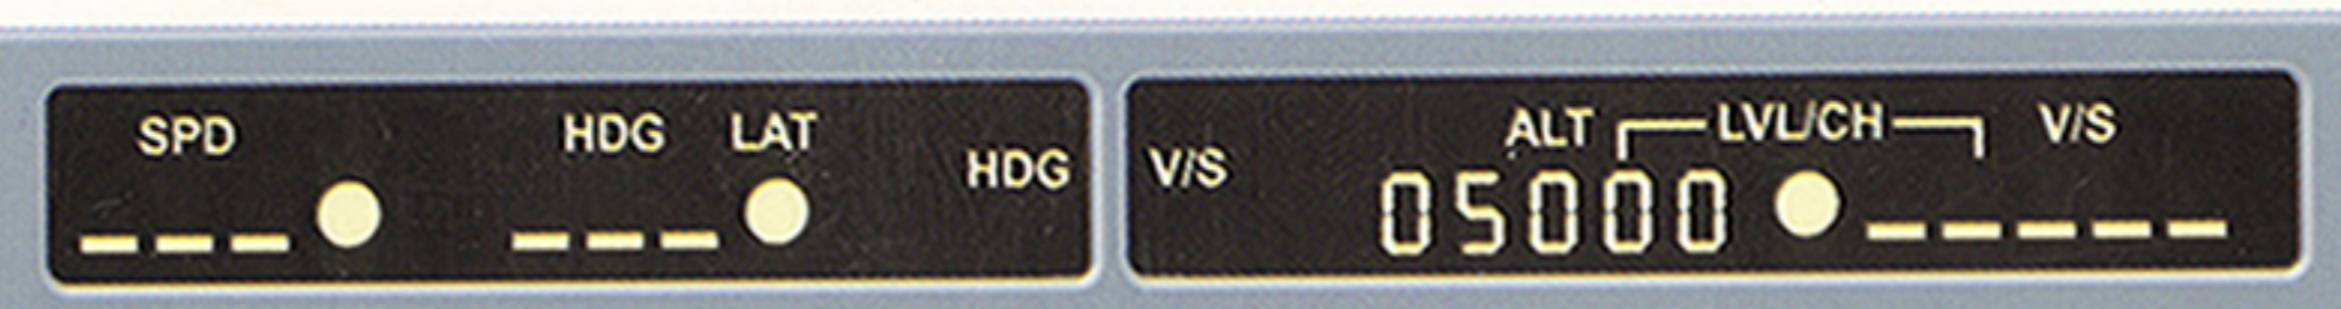 SPD HDG LAT
--- ---
HDG
V/S
ALT LVL/CH V/S
05000 -----